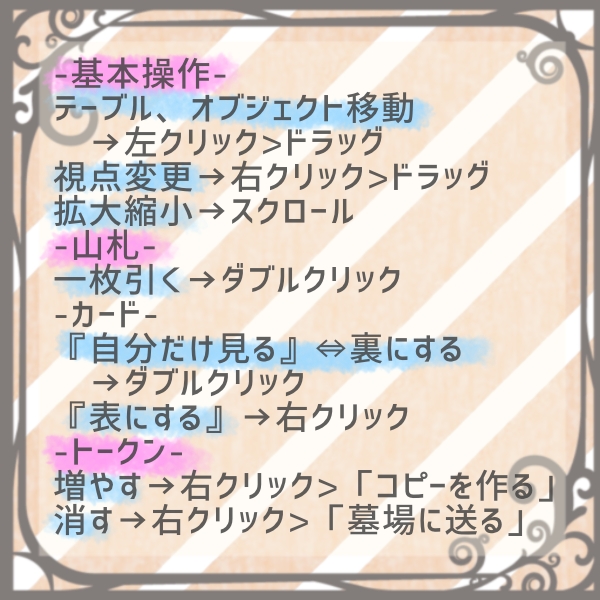 -基本操作-
テーブル、オブジェクト移動
→左クリック>ドラッグ
視点変更→右クリック>ドラッグ
拡大縮小→スクロール
-山札-
一枚引く→ダブルクリック
-カード-
『自分だけ見る』⇔裏にする
→ダブルクリック
『表にする』→右クリック
-トークン-
増やす→右クリック>「コピーを作る」
消す→右クリック>「墓場に送る」